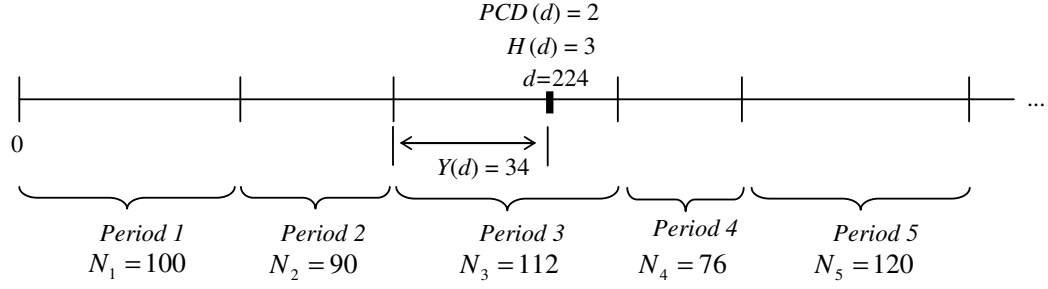 PCD(d) = 2
H(d) = 3
d=224
...
0
Y(d) = 34
Period 1 Period 2 Period 3 Period 4 Period 5
N₁ = 100 N₂ = 90 N₃ = 112 N₄ = 76 N₅ = 120